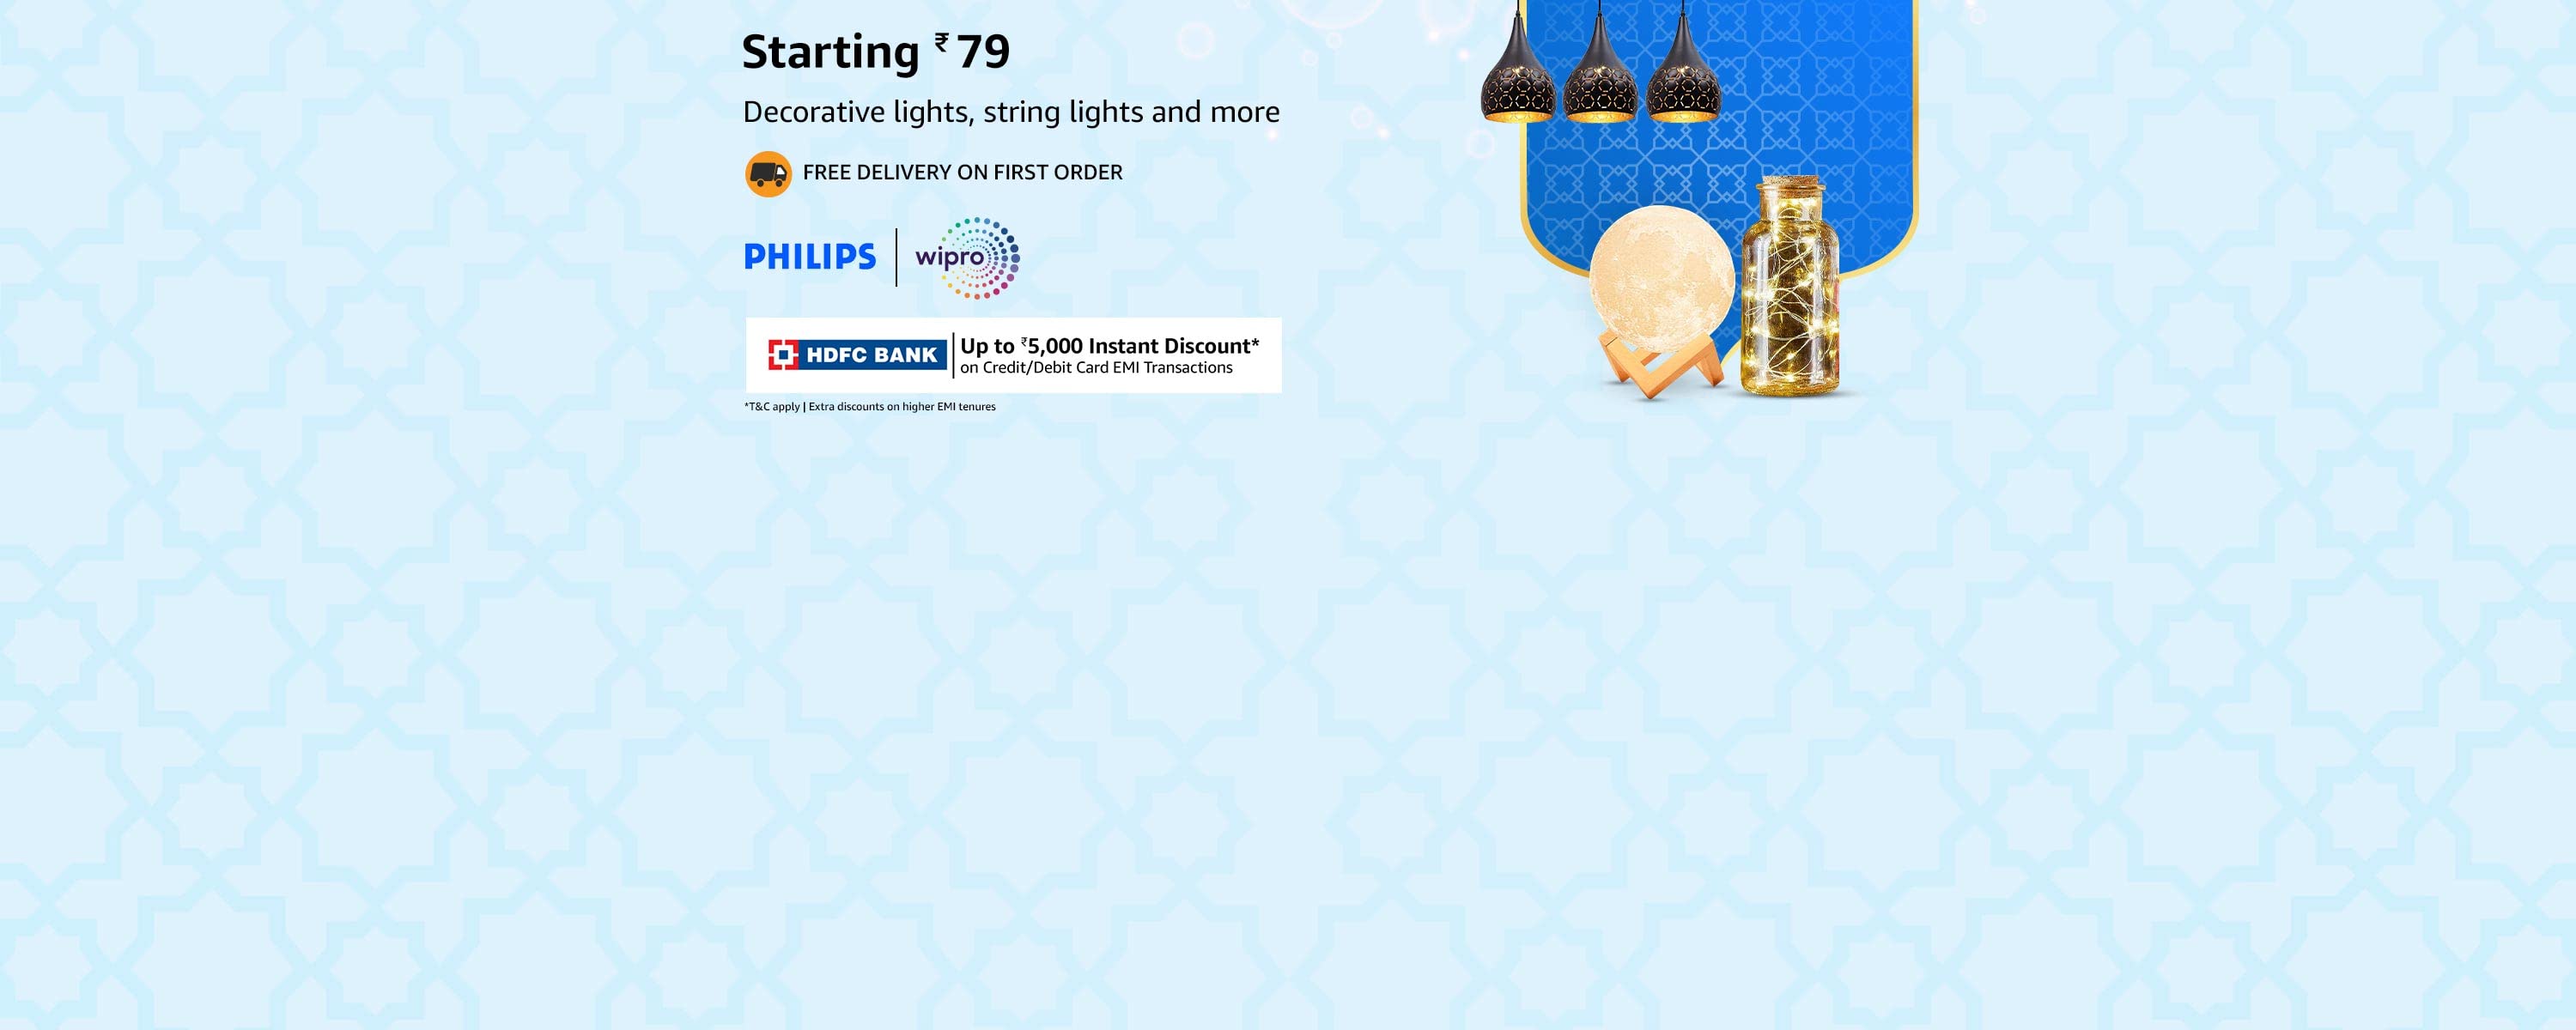 Starting ₹79
Decorative lights, string lights and more
FREE DELIVERY ON FIRST ORDER
PHILIPS | wipro
HDFC BANK | Up to ₹5,000 Instant Discount*
on Credit/Debit Card EMI Transactions
*T&C apply | Extra discounts on higher EMI tenures